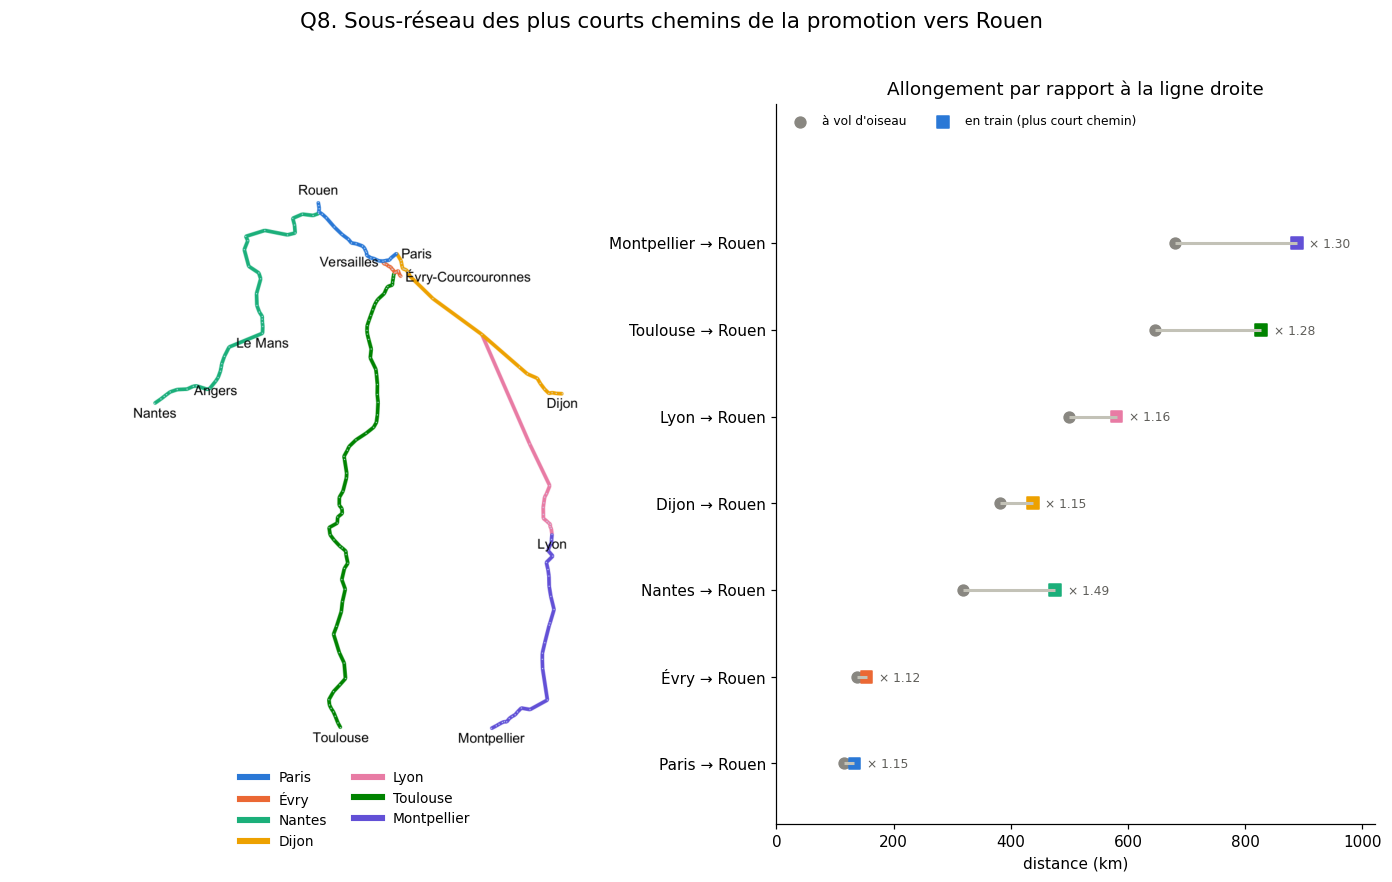 Q8. Sous-réseau des plus courts chemins de la promotion vers Rouen
Rouen
Paris
Versailles
Évry-Courcouronnes
Le Mans
Angers
Nantes
Dijon
Lyon
Toulouse
Montpellier
Paris
Évry
Nantes
Dijon
Lyon
Toulouse
Montpellier
Allongement par rapport à la ligne droite
à vol d'oiseau
en train (plus court chemin)
Montpellier → Rouen
× 1.30
Toulouse → Rouen
× 1.28
Lyon → Rouen
× 1.16
Dijon → Rouen
× 1.15
Nantes → Rouen
× 1.49
Évry → Rouen
× 1.12
Paris → Rouen
× 1.15
0 200 400 600 800 1000
distance (km)